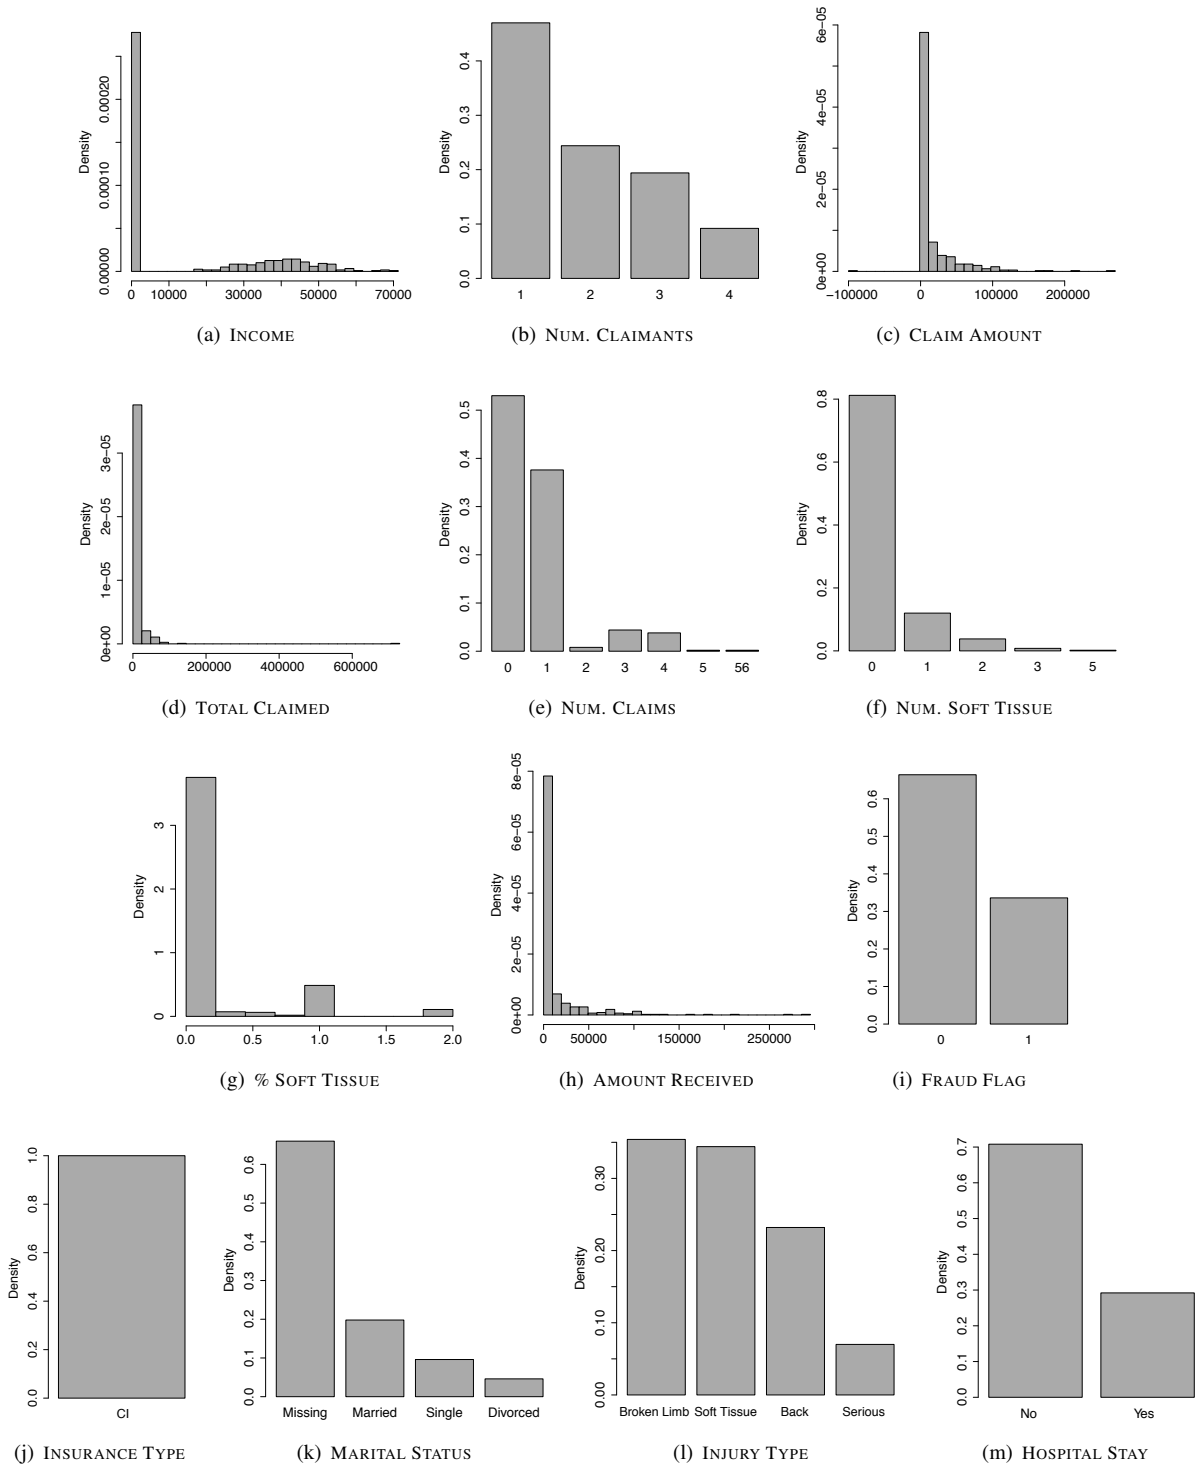 Density
0.00000 0.00010 0.00020
0 10000 30000 50000 70000
(a) INCOME
Density
0.0 0.1 0.2 0.3 0.4
1 2 3 4
(b) NUM. CLAIMANTS
Density
0e+00 2e-05 4e-05 6e-05
−100000 0 100000 200000
(c) CLAIM AMOUNT
Density
0e+00 1e-05 2e-05 3e-05
0 200000 400000 600000
(d) TOTAL CLAIMED
Density
0.0 0.1 0.2 0.3 0.4 0.5
0 1 2 3 4 5 56
(e) NUM. CLAIMS
Density
0.0 0.2 0.4 0.6 0.8
0 1 2 3 5
(f) NUM. SOFT TISSUE
Density
0 1 2 3
0.0 0.5 1.0 1.5 2.0
(g) % SOFT TISSUE
Density
0e+00 2e-05 4e-05 6e-05 8e-05
0 50000 150000 250000
(h) AMOUNT RECEIVED
Density
0.0 0.1 0.2 0.3 0.4 0.5 0.6
0 1
(i) FRAUD FLAG
Density
0.0 0.2 0.4 0.6 0.8 1.0
CI
(j) INSURANCE TYPE
Density
0.0 0.1 0.2 0.3 0.4 0.5 0.6
Missing Married Single Divorced
(k) MARITAL STATUS
Density
0.00 0.10 0.20 0.30
Broken Limb Soft Tissue Back Serious
(l) INJURY TYPE
Density
0.0 0.1 0.2 0.3 0.4 0.5 0.6 0.7
No Yes
(m) HOSPITAL STAY